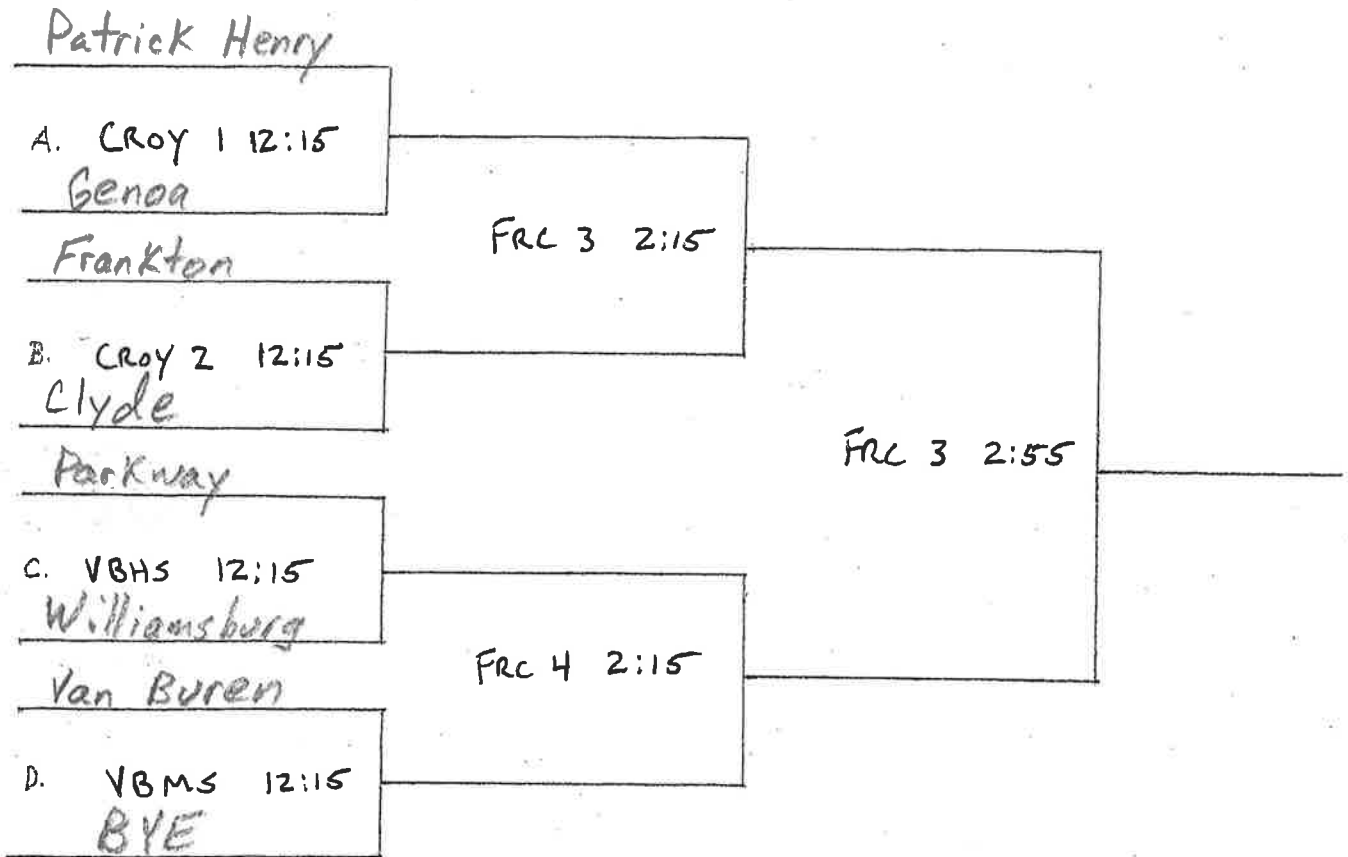 Patrick Henry
A. CROY 1 12:15
Genoa
FRC 3 2:15
Frankton
B. CROY 2 12:15
Clyde
FRC 3 2:55
Parkway
C. VBHS 12:15
Williamsburg
FRC 4 2:15
Van Buren
D. VBMS 12:15
BYE